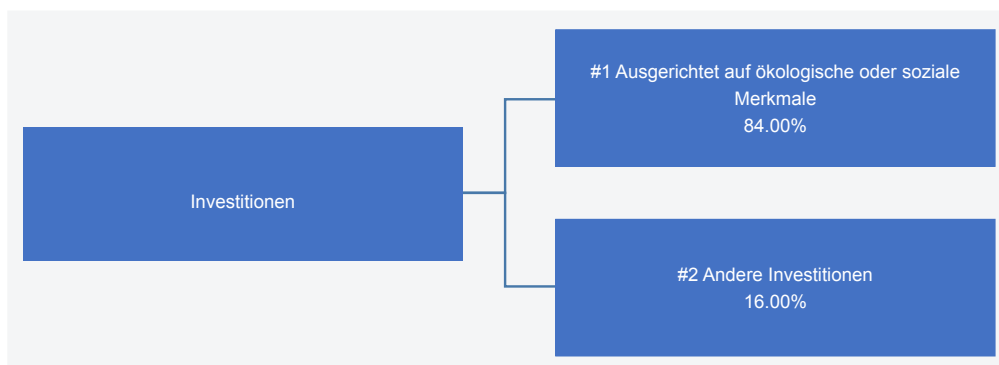 Investitionen
#1 Ausgerichtet auf ökologische oder soziale
Merkmale
84.00%
#2 Andere Investitionen
16.00%